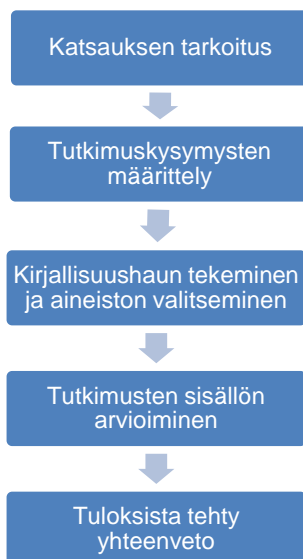 Katsauksen tarkoitus
Tutkimuskysymysten
määrittely
Kirjallisuushaun tekeminen
ja aineiston valitseminen
Tutkimusten sisällön
arvioiminen
Tuloksista tehty
yhteenveto